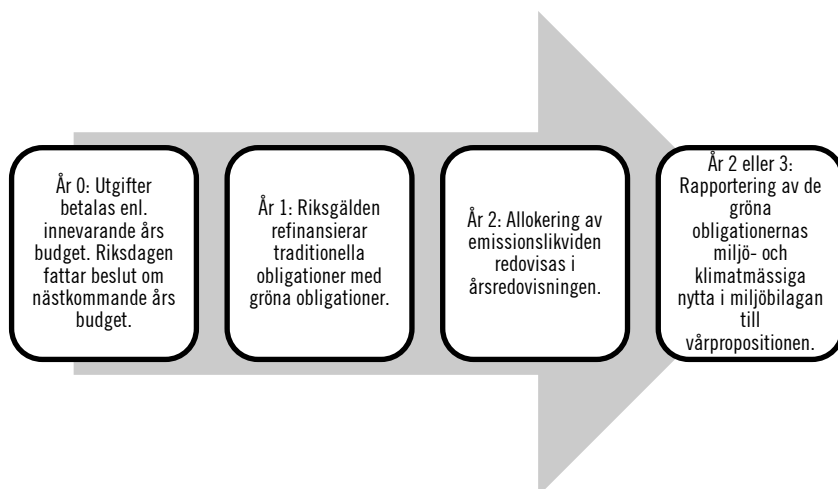 År 0: Utgifter
betalas enl.
innevarande års
budget. Riksdagen
fattar beslut om
nästkommande års
budget.
År 1: Riksgälden
refinansierar
traditionella
obligationer med
gröna obligationer.
År 2: Allokering av
emissionslikviden
redovisas i
årsredovisningen.
År 2 eller 3:
Rapportering av de
gröna
obligationernas
miljö- och
klimatmässiga
nytta i miljöbilagan
till
vårpropositionen.